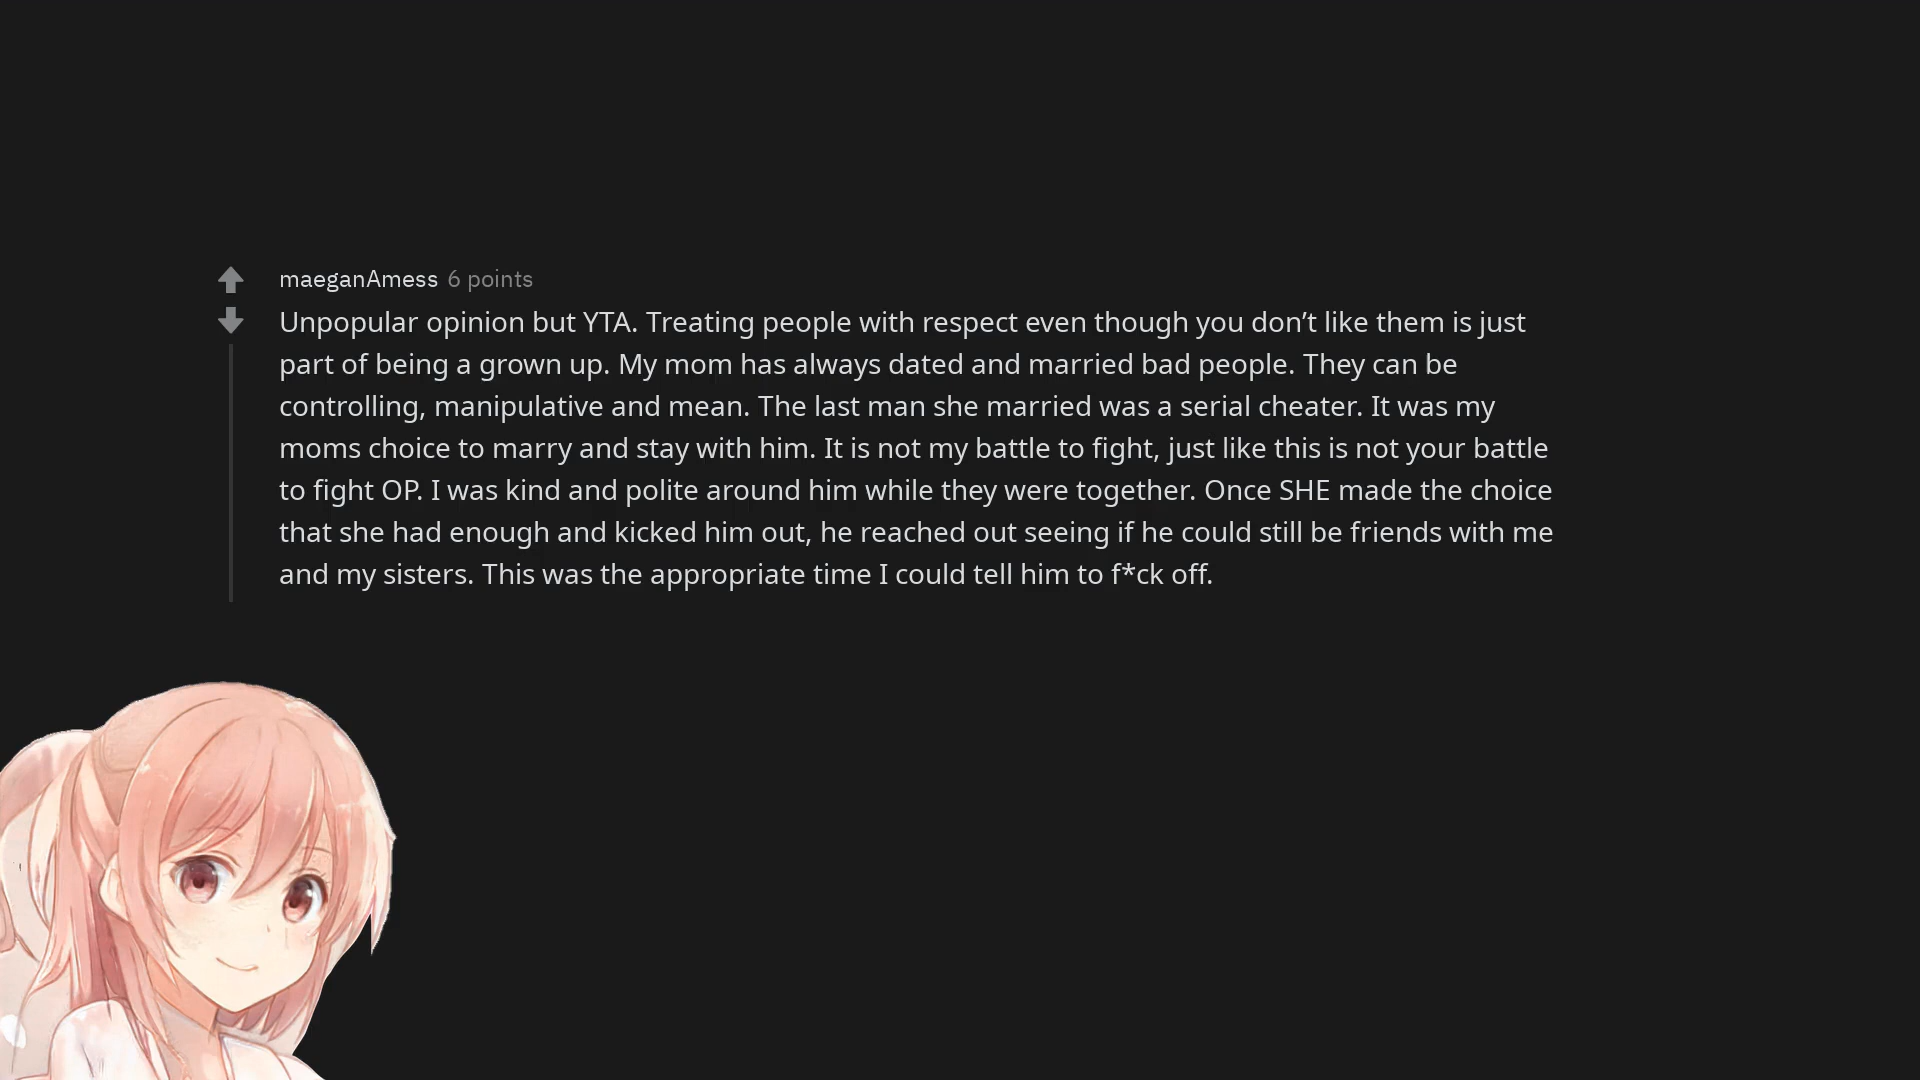 maeganAmess 6 points
Unpopular opinion but YTA. Treating people with respect even though you don’t like them is just
part of being a grown up. My mom has always dated and married bad people. They can be
controlling, manipulative and mean. The last man she married was a serial cheater. It was my
moms choice to marry and stay with him. It is not my battle to fight, just like this is not your battle
to fight OP. I was kind and polite around him while they were together. Once SHE made the choice
that she had enough and kicked him out, he reached out seeing if he could still be friends with me
and my sisters. This was the appropriate time I could tell him to f*ck off.